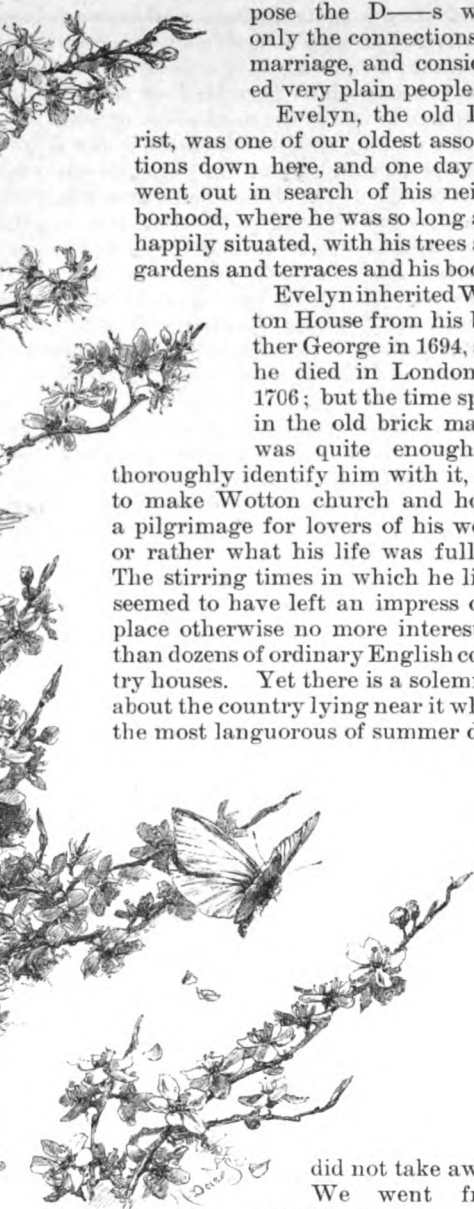 pose the D——s w
only the connections
marriage, and consid
ed very plain people
Evelyn, the old D
rist, was one of our oldest asso
tions down here, and one day
went out in search of his nei
borhood, where he was so long a
happily situated, with his trees a
gardens and terraces and his boo
Evelyn inherited W
ton House from his b
ther George in 1694,
he died in London
1706; but the time sp
in the old brick ma
was quite enough
thoroughly identify him with it,
to make Wotton church and ho
a pilgrimage for lovers of his wo
or rather what his life was full
The stirring times in which he li
seemed to have left an impress o
place otherwise no more interest
than dozens of ordinary English co
try houses. Yet there is a solemn
about the country lying near it wh
the most languorous of summer d
did not take aw
We went fr